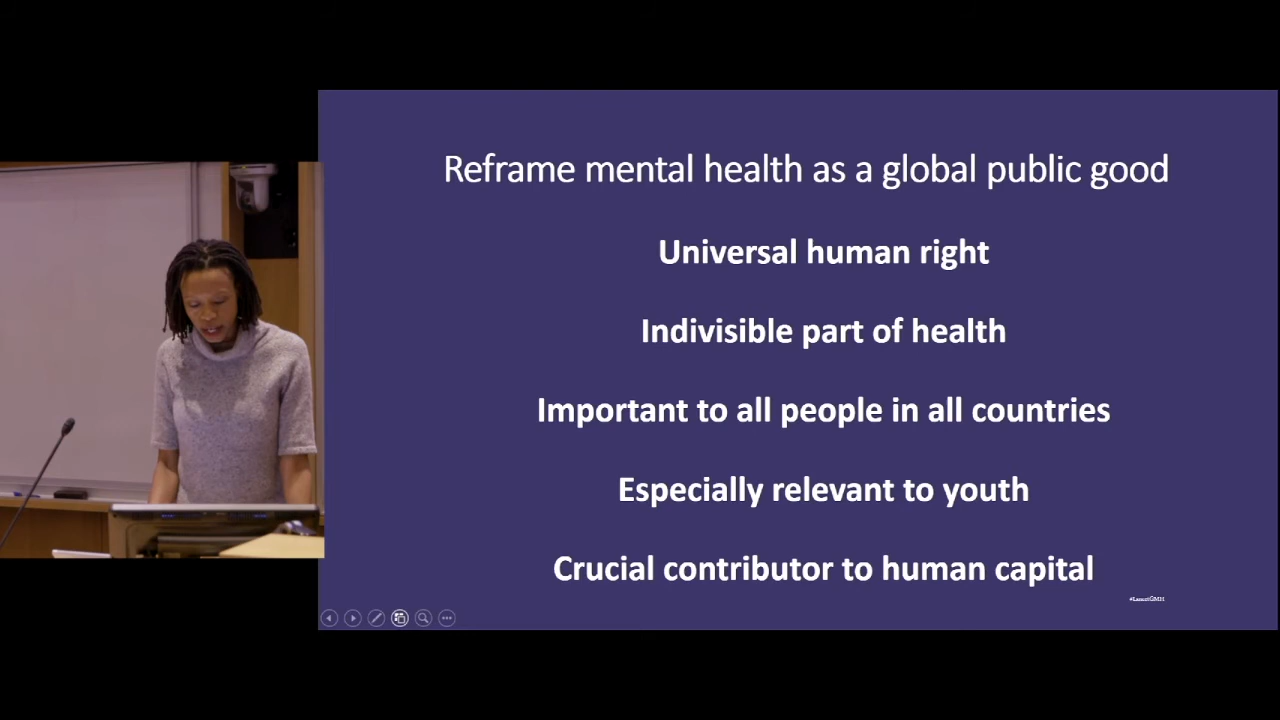 Reframe mental health as a global public good
Universal human right
Indivisible part of health
Important to all people in all countries
Especially relevant to youth
Crucial contributor to human capital
#LancetGMH